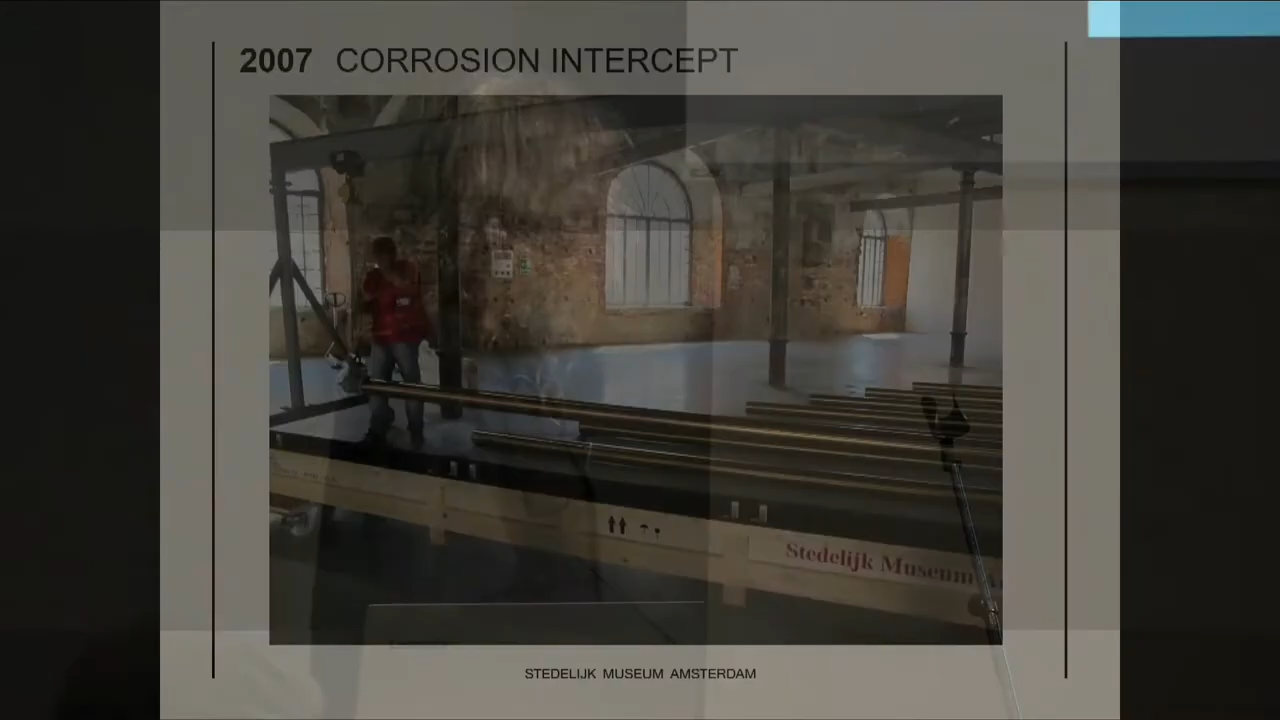 2007 CORROSION INTERCEPT
Stedelijk Museum
STEDELIJK MUSEUM AMSTERDAM